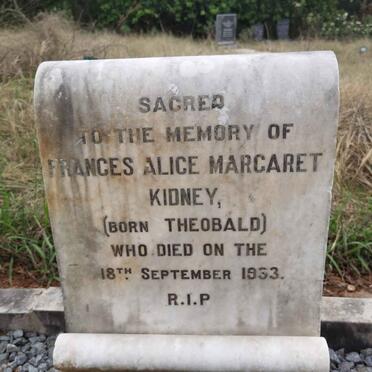 SACRED
TO THE MEMORY OF
FRANCES ALICE MARGARET
KIDNEY,
(BORN THEOBALD)
WHO DIED ON THE
18TH SEPTEMBER 1933.
R.I.P